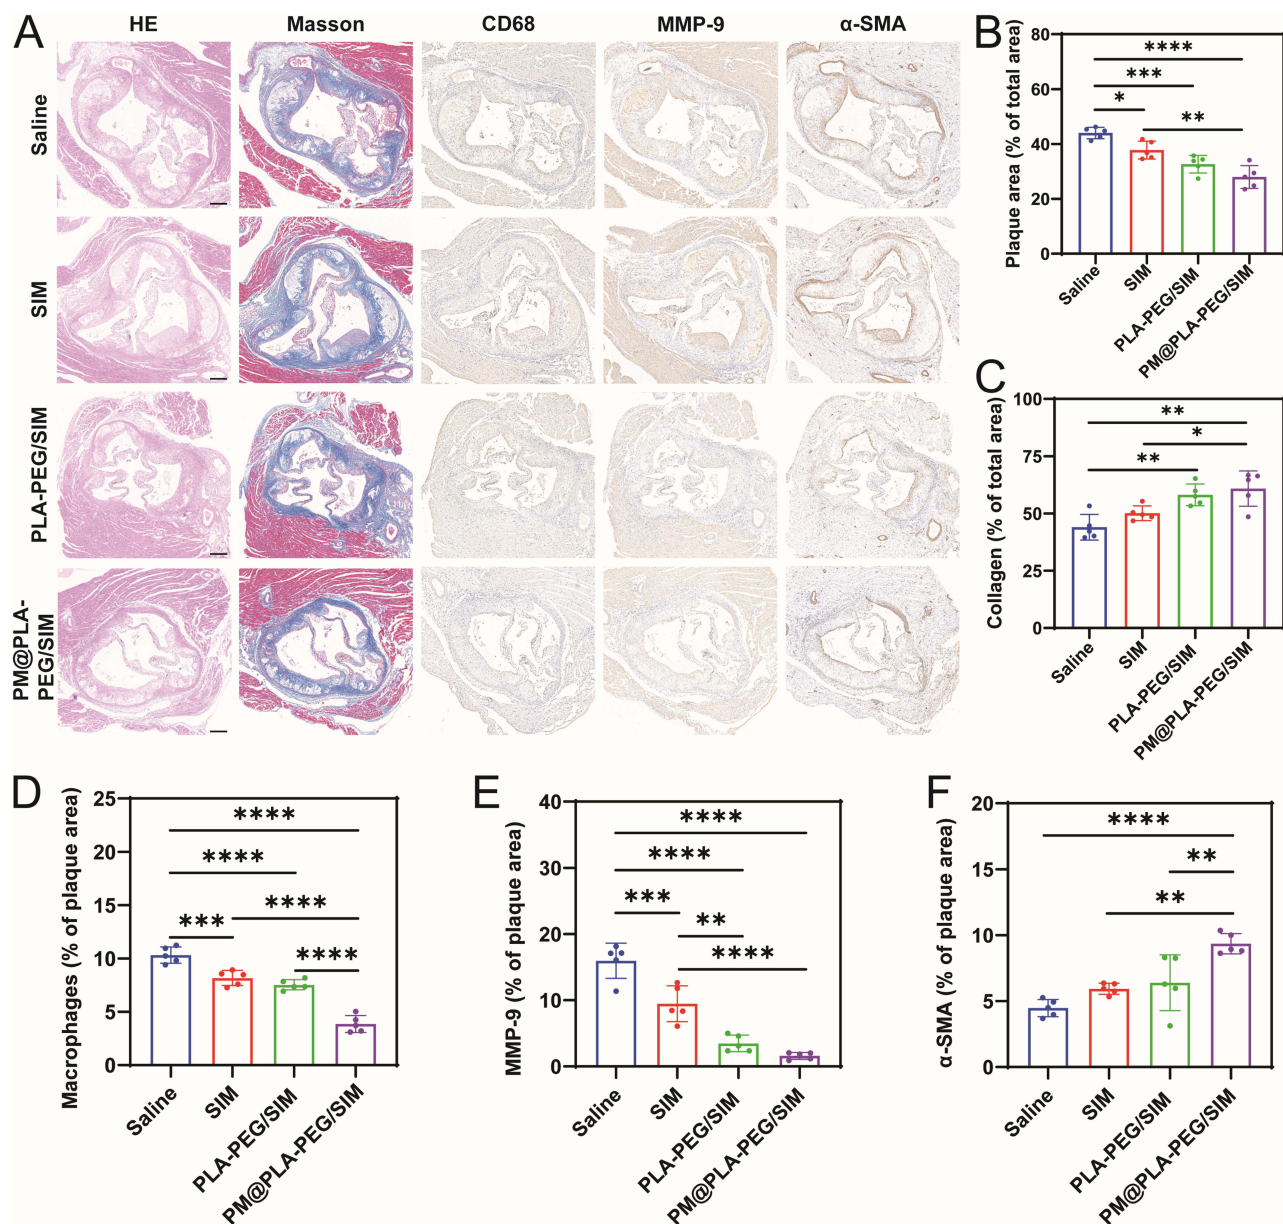 A
HE
Masson
CD68
MMP-9
α-SMA
Saline
SIM
PLA-PEG/SIM
PM@PLA-
PEG/SIM
B
Plaque area (% of total area)
80
60
40
20
0
****
***
*
**
Saline
SIM
PLA-PEG/SIM
PM@PLA-PEG/SIM
C
Collagen (% of total area)
100
75
50
25
0
**
*
**
Saline
SIM
PLA-PEG/SIM
PM@PLA-PEG/SIM
D
Macrophages (% of plaque area)
25
20
15
10
5
0
****
****
***
****
****
Saline
SIM
PLA-PEG/SIM
PM@PLA-PEG/SIM
E
MMP-9 (% of plaque area)
40
30
20
10
0
****
****
***
**
****
Saline
SIM
PLA-PEG/SIM
PM@PLA-PEG/SIM
F
α-SMA (% of plaque area)
20
15
10
5
0
****
**
**
Saline
SIM
PLA-PEG/SIM
PM@PLA-PEG/SIM